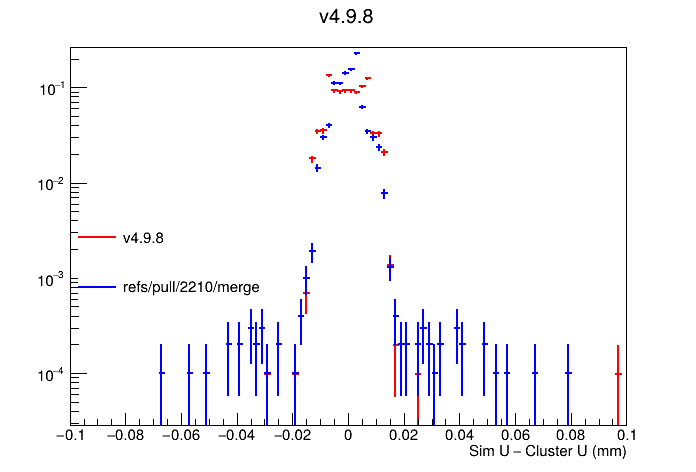 v4.9.8
10⁻¹
10⁻²
10⁻³
10⁻⁴
v4.9.8
refs/pull/2210/merge
−0.1 −0.08 −0.06 −0.04 −0.02 0 0.02 0.04 0.06 0.08 0.1
Sim U − Cluster U (mm)